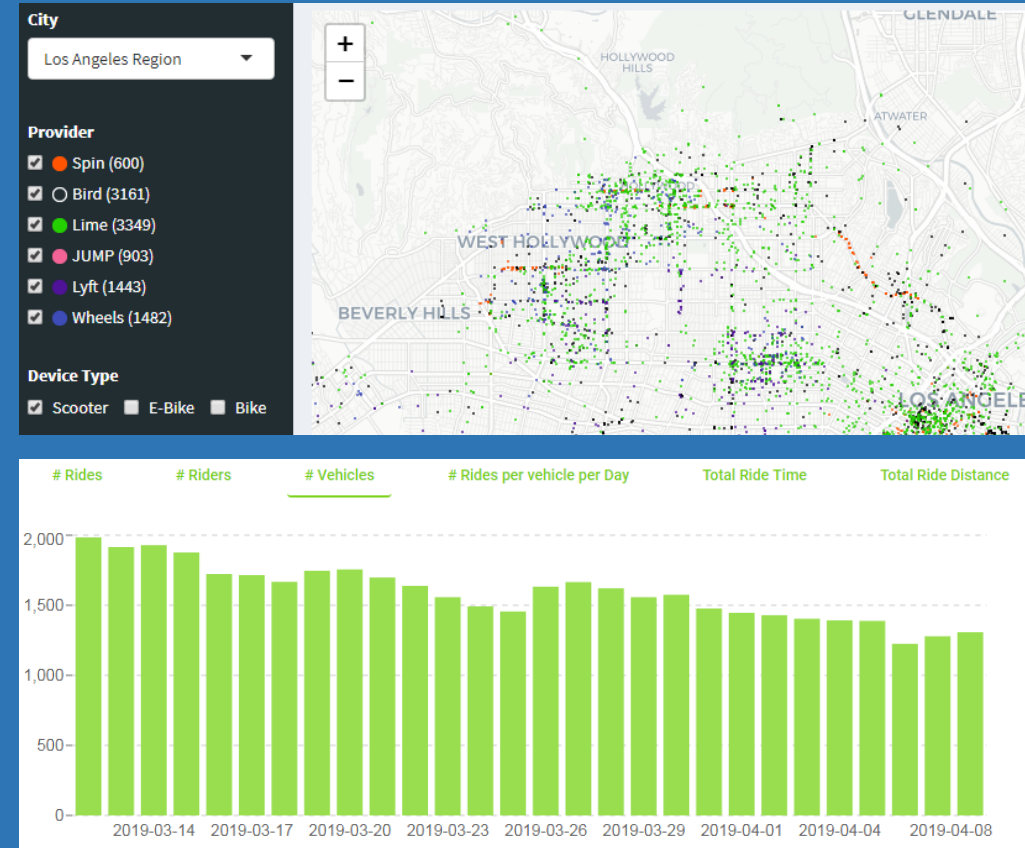 City
Los Angeles Region
Provider
Spin (600)
Bird (3161)
Lime (3349)
JUMP (903)
Lyft (1443)
Wheels (1482)
Device Type
Scooter E-Bike Bike
+
−
GLENDALE
HOLLYWOOD
HILLS
ATWATER
WEST HOLLYWOOD
BEVERLY HILLS
LOS ANGELE
# Rides # Riders # Vehicles # Rides per vehicle per Day Total Ride Time Total Ride Distance
2,000
1,500
1,000
500
0
2019-03-14 2019-03-17 2019-03-20 2019-03-23 2019-03-26 2019-03-29 2019-04-01 2019-04-04 2019-04-08